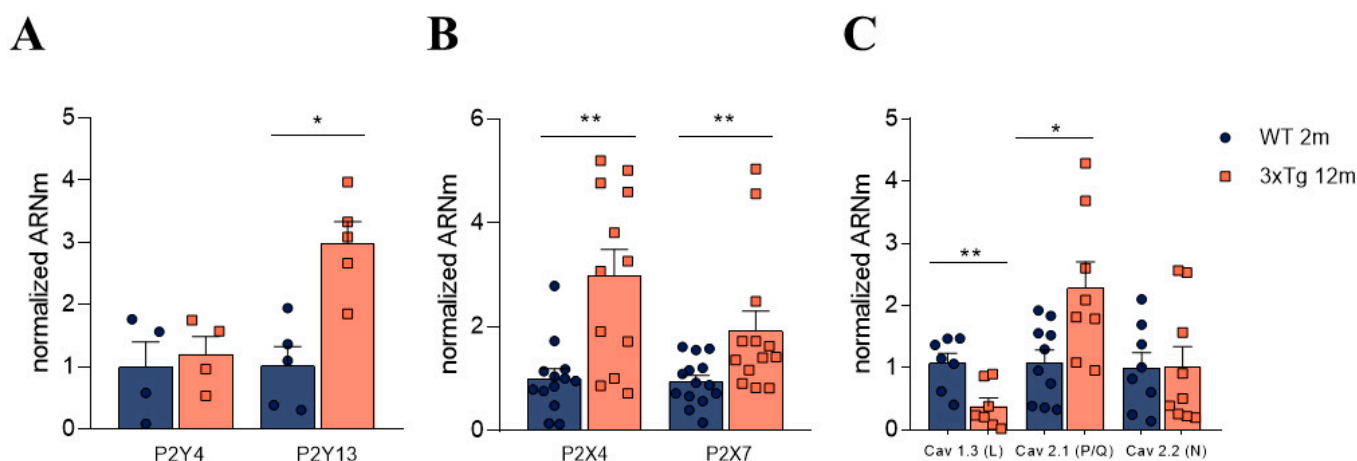 A
B
C
normalized ARNm
5
4
3
2
1
0
*
P2Y4
P2Y13
normalized ARNm
6
4
2
0
**
**
P2X4
P2X7
normalized ARNm
5
4
3
2
1
0
**
*
Cav 1.3 (L)
Cav 2.1 (P/Q)
Cav 2.2 (N)
WT 2m
3xTg 12m